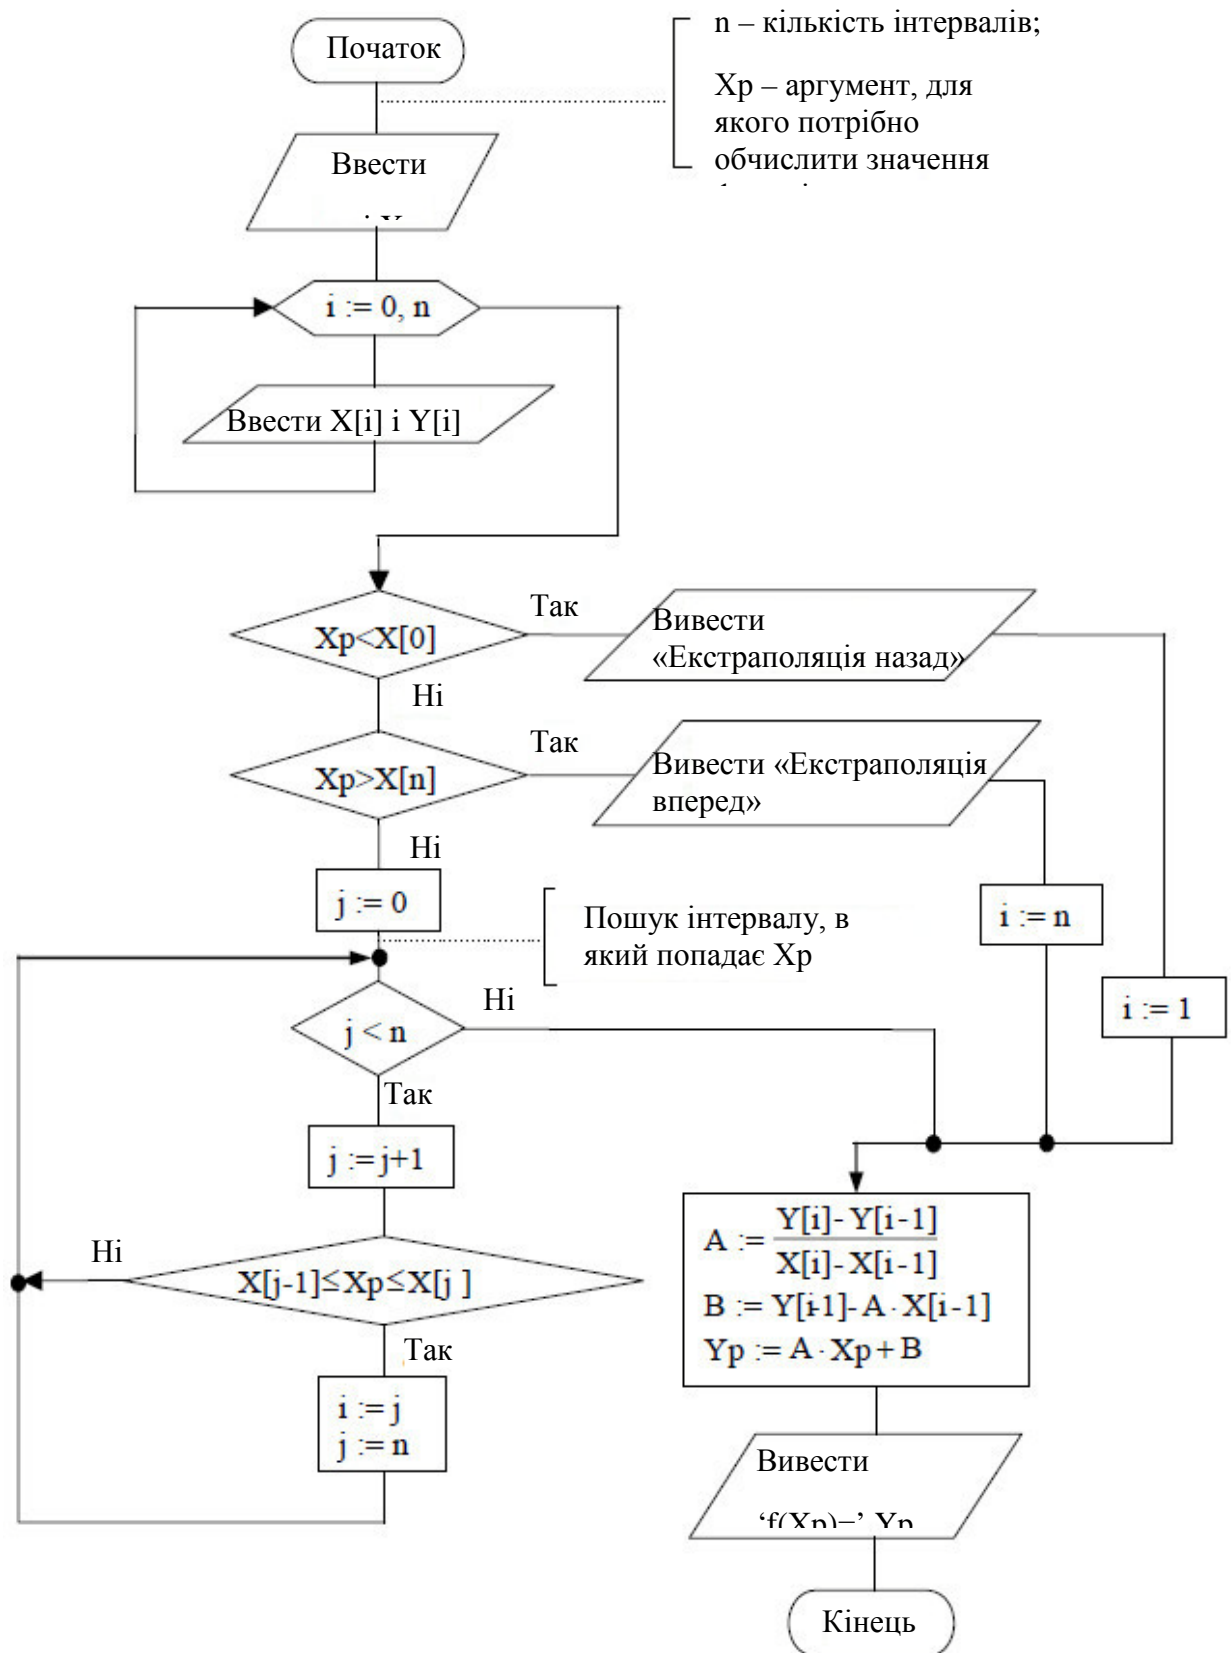 Початок
n – кількість інтервалів;
Xp – аргумент, для
якого потрібно
обчислити значення
Ввести
i := 0, n
Ввести X[i] і Y[i]
Xp<X[0]
Так
Вивести
«Екстраполяція назад»
Ні
Xp>X[n]
Так
Вивести «Екстраполяція
вперед»
Ні
j := 0
Пошук інтервалу, в
який попадає Xp
i := n
i := 1
j < n
Ні
Так
j := j+1
X[j-1]≤Xp≤X[j ]
Ні
Так
i := j
j := n
A := Y[i]- Y[i-1]
X[i]- X[i-1]
B := Y[i-1]- A · X[i-1]
Yp := A · Xp + B
Вивести
‘f(Xp)=’ Yp
Кінець